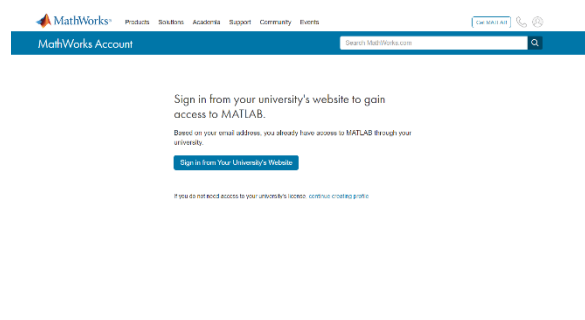 MathWorks®
Products Solutions Academia Support Community Events
Get MATLAB
MathWorks Account
Search MathWorks.com
Sign in from your university's website to gain
access to MATLAB.
Based on your email address, you already have access to MATLAB through your
university.
Sign in from Your University's Website
If you do not need access to your university's license, continue creating profile